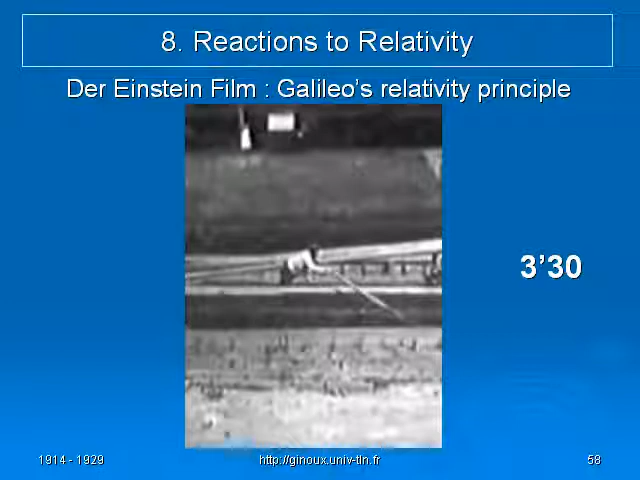 8. Reactions to Relativity
Der Einstein Film : Galileo's relativity principle
3'30
1914 - 1929
http://ginoux.univ-tln.fr
58